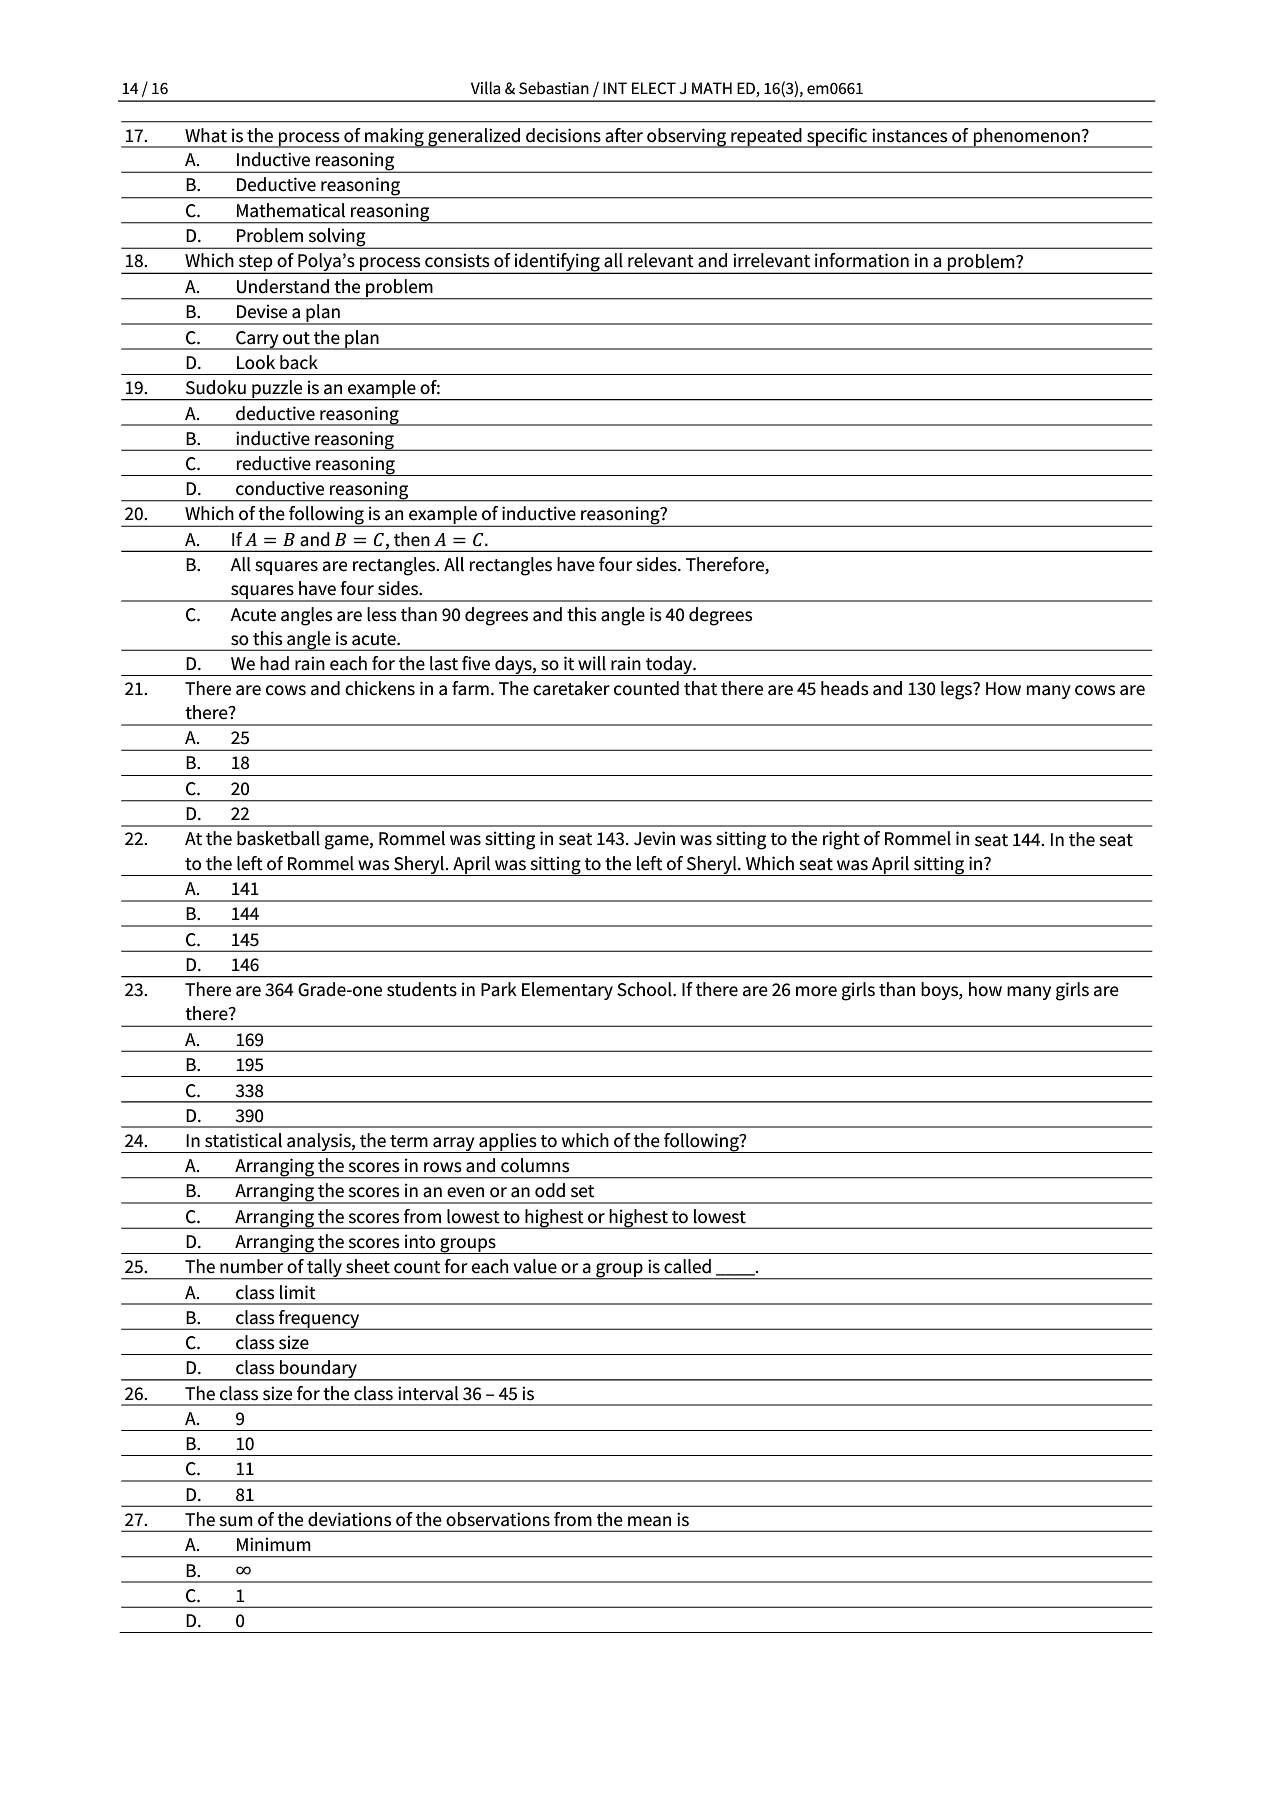 14 / 16 Villa & Sebastian / INT ELECT J MATH ED, 16(3), em0661
17. What is the process of making generalized decisions after observing repeated specific instances of phenomenon?
A. Inductive reasoning
B. Deductive reasoning
C. Mathematical reasoning
D. Problem solving
18. Which step of Polya’s process consists of identifying all relevant and irrelevant information in a problem?
A. Understand the problem
B. Devise a plan
C. Carry out the plan
D. Look back
19. Sudoku puzzle is an example of:
A. deductive reasoning
B. inductive reasoning
C. reductive reasoning
D. conductive reasoning
20. Which of the following is an example of inductive reasoning?
A. If A = B and B = C, then A = C.
B. All squares are rectangles. All rectangles have four sides. Therefore,
squares have four sides.
C. Acute angles are less than 90 degrees and this angle is 40 degrees
so this angle is acute.
D. We had rain each for the last five days, so it will rain today.
21. There are cows and chickens in a farm. The caretaker counted that there are 45 heads and 130 legs? How many cows are
there?
A. 25
B. 18
C. 20
D. 22
22. At the basketball game, Rommel was sitting in seat 143. Jevin was sitting to the right of Rommel in seat 144. In the seat
to the left of Rommel was Sheryl. April was sitting to the left of Sheryl. Which seat was April sitting in?
A. 141
B. 144
C. 145
D. 146
23. There are 364 Grade-one students in Park Elementary School. If there are 26 more girls than boys, how many girls are
there?
A. 169
B. 195
C. 338
D. 390
24. In statistical analysis, the term array applies to which of the following?
A. Arranging the scores in rows and columns
B. Arranging the scores in an even or an odd set
C. Arranging the scores from lowest to highest or highest to lowest
D. Arranging the scores into groups
25. The number of tally sheet count for each value or a group is called ____.
A. class limit
B. class frequency
C. class size
D. class boundary
26. The class size for the class interval 36 – 45 is
A. 9
B. 10
C. 11
D. 81
27. The sum of the deviations of the observations from the mean is
A. Minimum
B. ∞
C. 1
D. 0